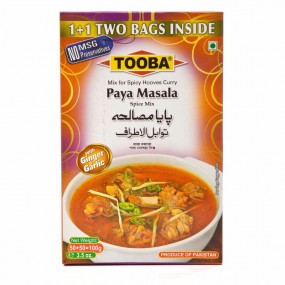 1+1 TWO BAGS INSIDE
NO MSG
Preservatives
TOOBA
Mix for Spicy Hooves Curry
Paya Masala
Spice Mix
پایا مصالحہ
توابل الاطراف
with
Ginger
&
Garlic
Net Weight:
50+50=100g
3.5 oz.
PRODUCE OF PAKISTAN